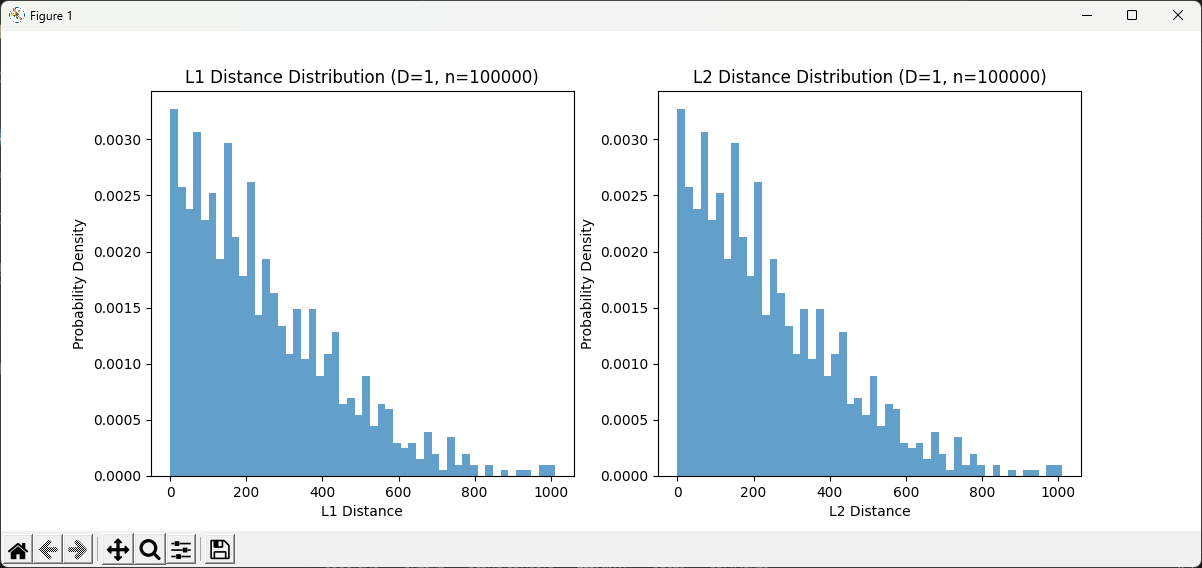 Figure 1
L1 Distance Distribution (D=1, n=100000)
0.0030
0.0025
0.0020
0.0015
0.0010
0.0005
0.0000
Probability Density
0 200 400 600 800 1000
L1 Distance
L2 Distance Distribution (D=1, n=100000)
0.0030
0.0025
0.0020
0.0015
0.0010
0.0005
0.0000
Probability Density
0 200 400 600 800 1000
L2 Distance